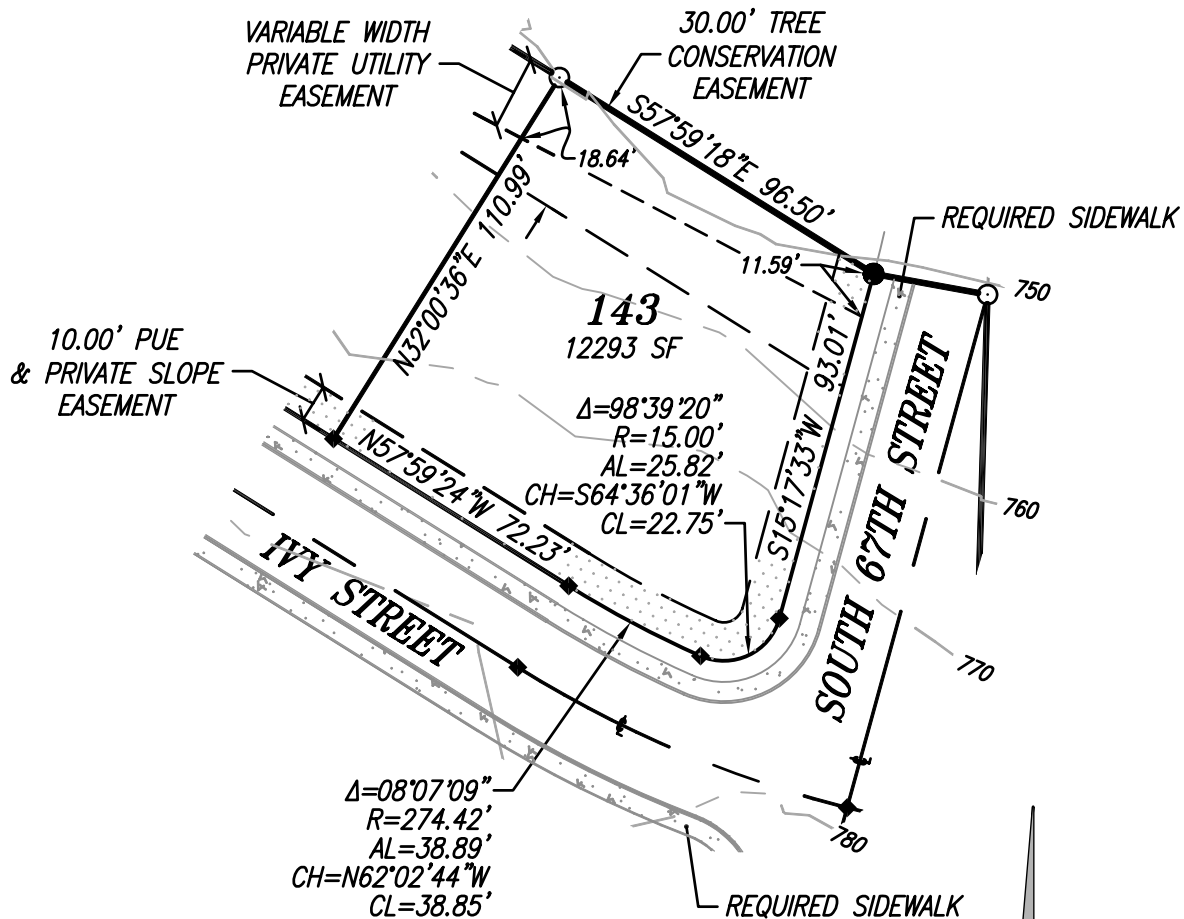 VARIABLE WIDTH
PRIVATE UTILITY
EASEMENT
30.00' TREE
CONSERVATION
EASEMENT
S57°59'18"E 96.50'
18.64'
N32°00'36"E 110.99'
REQUIRED SIDEWALK
11.59'
750
143
12293 SF
10.00' PUE
& PRIVATE SLOPE
EASEMENT
Δ=98°39'20"
R=15.00'
AL=25.82'
CH=S64°36'01"W
CL=22.75'
S15°17'33"W 93.01'
N57°59'24"W 72.23'
SOUTH 67TH STREET
760
IVY STREET
770
780
Δ=08°07'09"
R=274.42'
AL=38.89'
CH=N62°02'44"W
CL=38.85'
REQUIRED SIDEWALK